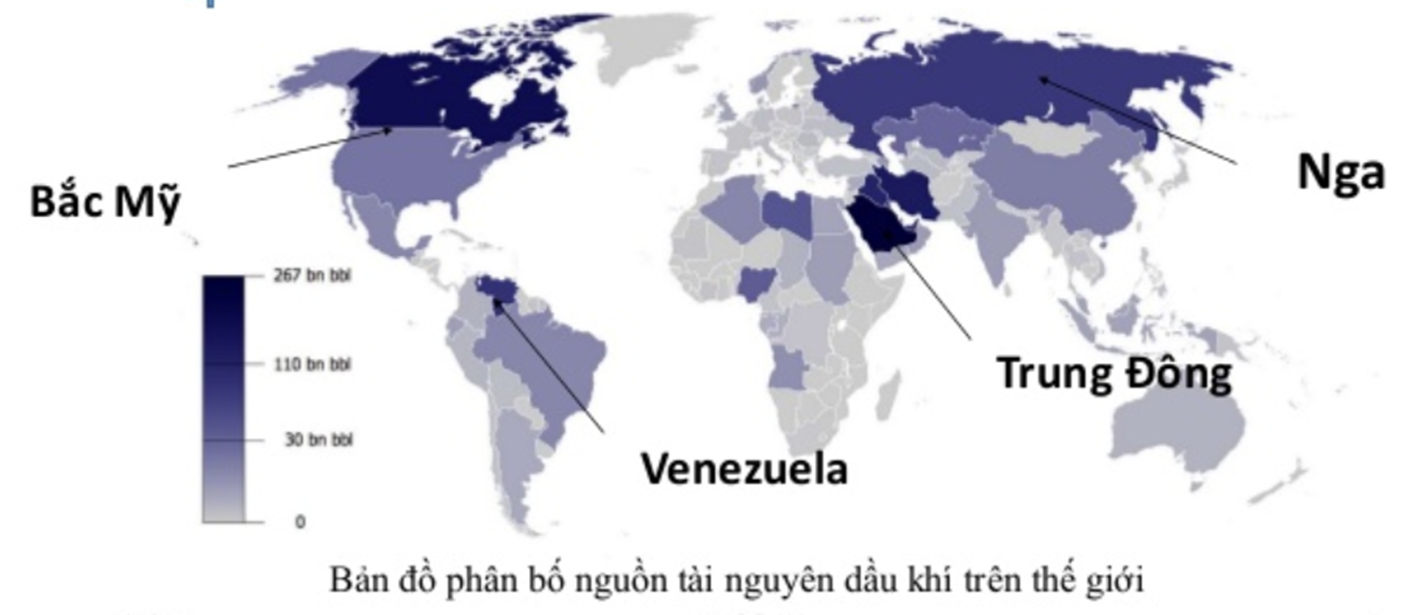 Bắc Mỹ
Nga
267 bn bbl
110 bn bbl
30 bn bbl
0
Trung Đông
Venezuela
Bản đồ phân bố nguồn tài nguyên dầu khí trên thế giới